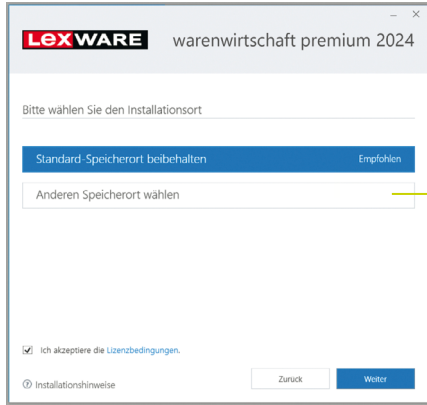 LEXWARE warenwirtschaft premium 2024
Bitte wählen Sie den Installationsort
Standard-Speicherort beibehalten Empfohlen
Anderen Speicherort wählen
Ich akzeptiere die Lizenzbedingungen.
Installationshinweise Zurück Weiter